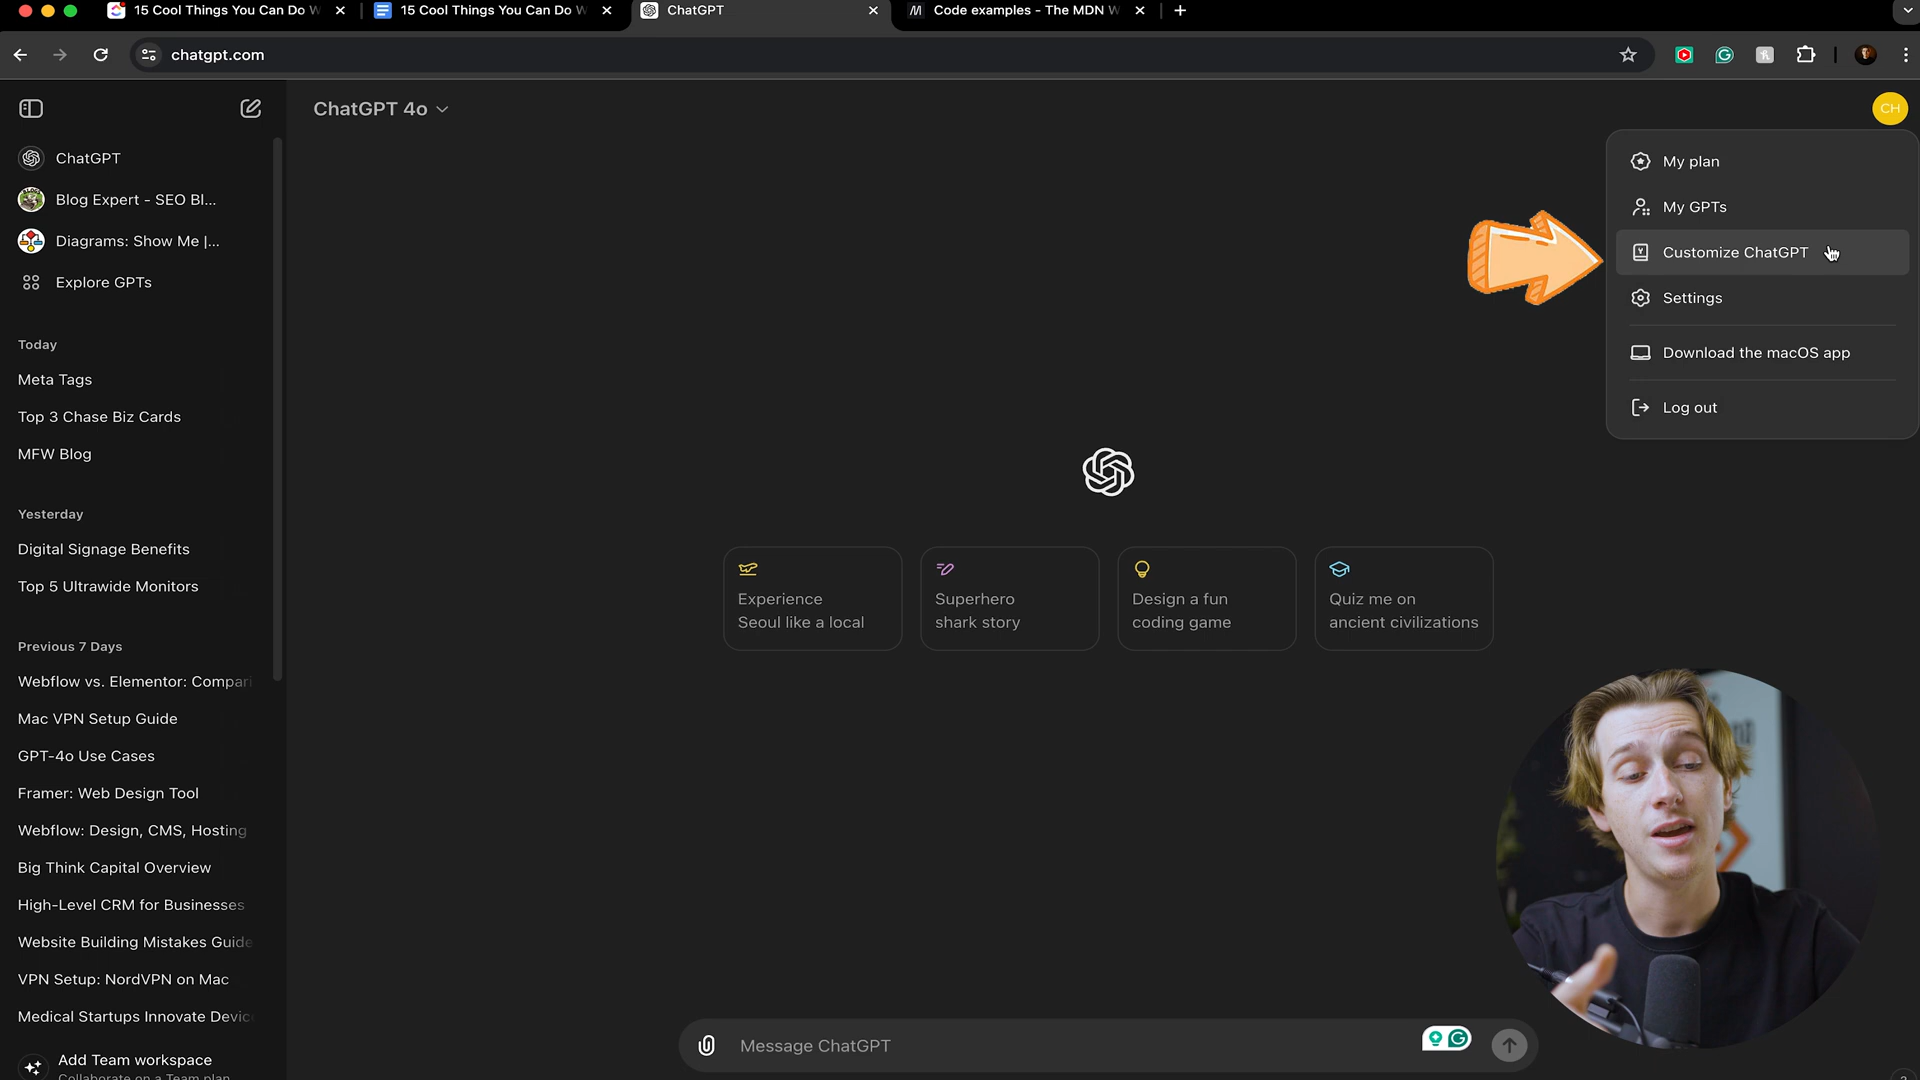 15 Cool Things You Can Do W
15 Cool Things You Can Do W
ChatGPT
Code examples - The MDN W
chatgpt.com
ChatGPT 4o
CH
ChatGPT
Blog Expert - SEO Bl...
Diagrams: Show Me |...
Explore GPTs
Today
Meta Tags
Top 3 Chase Biz Cards
MFW Blog
Yesterday
Digital Signage Benefits
Top 5 Ultrawide Monitors
Previous 7 Days
Webflow vs. Elementor: Compari
Mac VPN Setup Guide
GPT-4o Use Cases
Framer: Web Design Tool
Webflow: Design, CMS, Hosting
Big Think Capital Overview
High-Level CRM for Businesses
Website Building Mistakes Guide
VPN Setup: NordVPN on Mac
Medical Startups Innovate Devic
Add Team workspace
Collaborate on a Team plan
My plan
My GPTs
Customize ChatGPT
Settings
Download the macOS app
Log out
Experience
Seoul like a local
Superhero
shark story
Design a fun
coding game
Quiz me on
ancient civilizations
Message ChatGPT